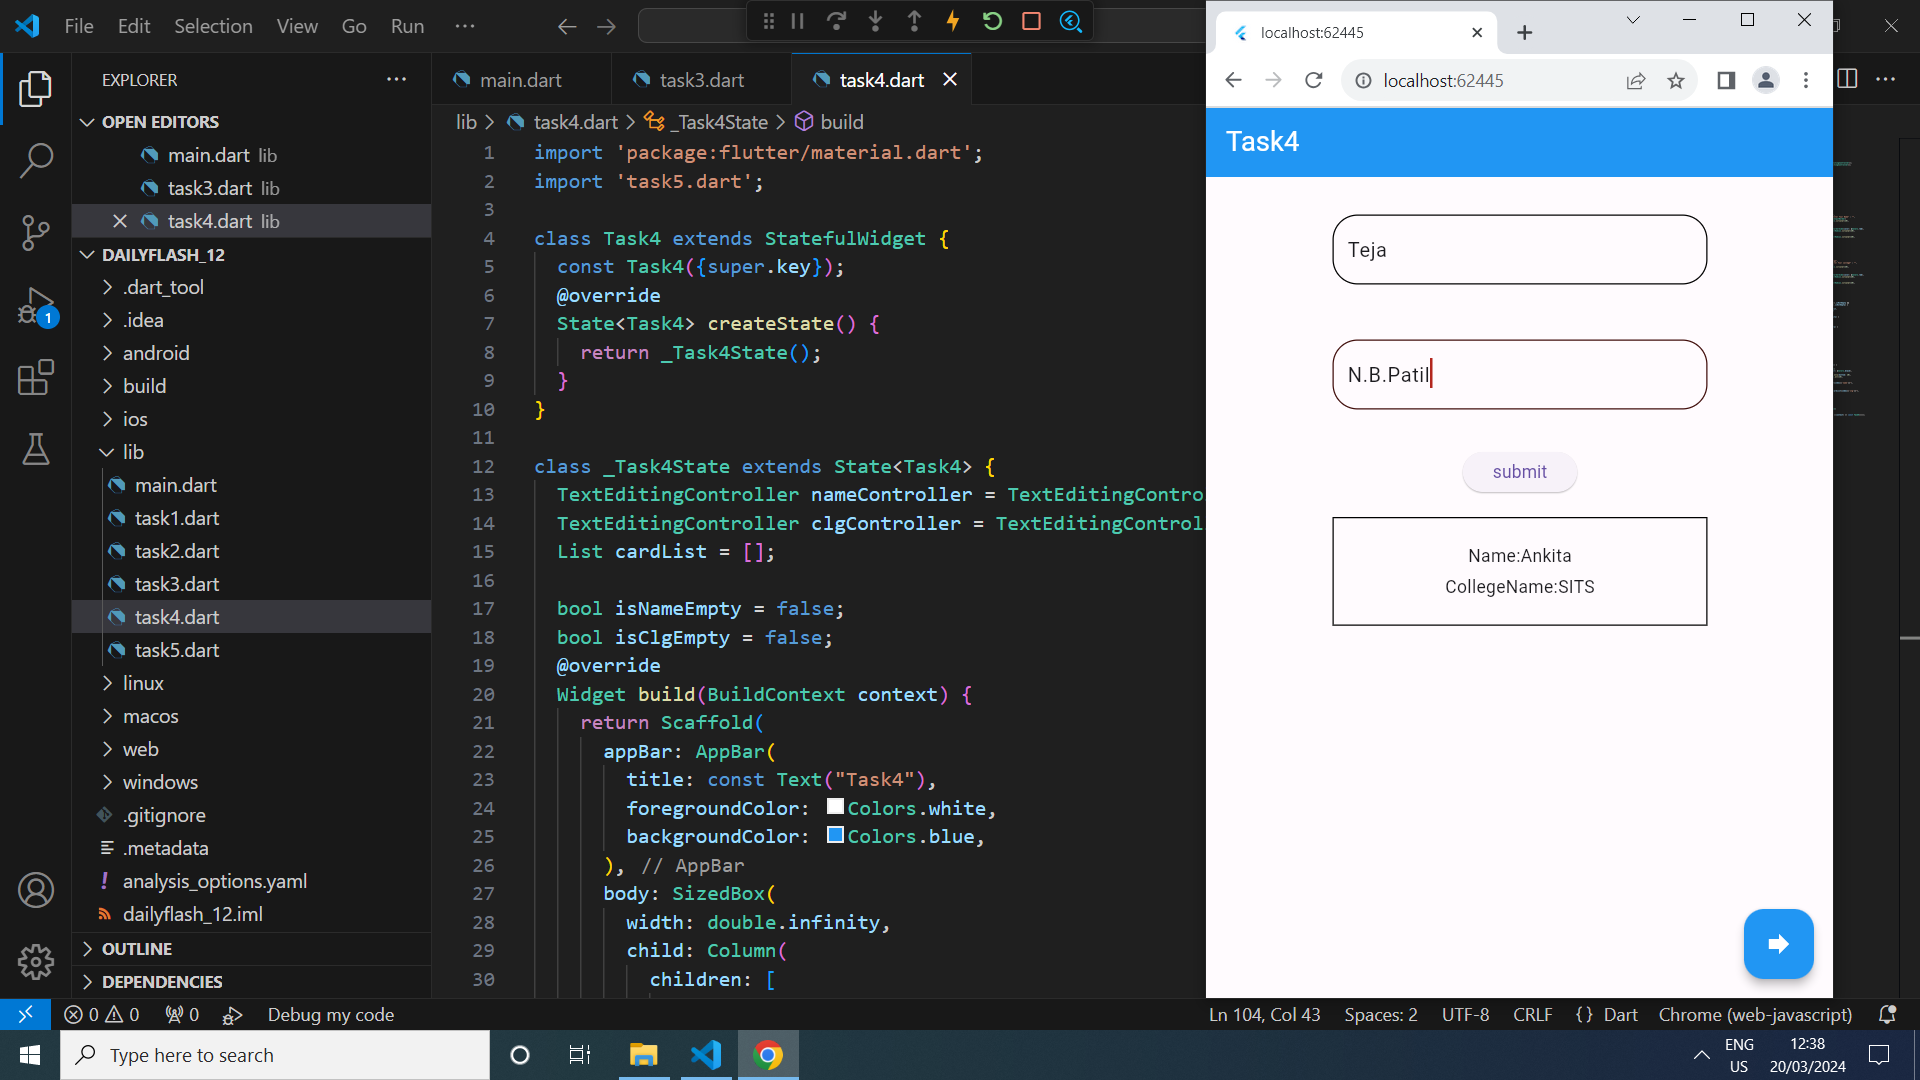 File Edit Selection View Go Run ···
EXPLORER ···
OPEN EDITORS
main.dart lib
task3.dart lib
task4.dart lib
DAILYFLASH_12
.dart_tool
.idea
android
build
ios
lib
main.dart
task1.dart
task2.dart
task3.dart
task4.dart
task5.dart
linux
macos
web
windows
.gitignore
.metadata
! analysis_options.yaml
dailyflash_12.iml
OUTLINE
DEPENDENCIES
1
main.dart task3.dart task4.dart
lib > task4.dart > _Task4State > build
1 import 'package:flutter/material.dart';
2 import 'task5.dart';
3
4 class Task4 extends StatefulWidget {
5 const Task4({super.key});
6 @override
7 State<Task4> createState() {
8 return _Task4State();
9 }
10 }
11
12 class _Task4State extends State<Task4> {
13 TextEditingController nameController = TextEditingContro
14 TextEditingController clgController = TextEditingControl
15 List cardList = [];
16
17 bool isNameEmpty = false;
18 bool isClgEmpty = false;
19 @override
20 Widget build(BuildContext context) {
21 return Scaffold(
22 appBar: AppBar(
23 title: const Text("Task4"),
24 foregroundColor: Colors.white,
25 backgroundColor: Colors.blue,
26 ), // AppBar
27 body: SizedBox(
28 width: double.infinity,
29 child: Column(
30 children: [
localhost:62445
localhost:62445
Task4
Teja
N.B.Patil
submit
Name:Ankita
CollegeName:SITS
0 0 0 Debug my code
Ln 104, Col 43 Spaces: 2 UTF-8 CRLF {} Dart Chrome (web-javascript)
Type here to search
ENG
US
12:38
20/03/2024